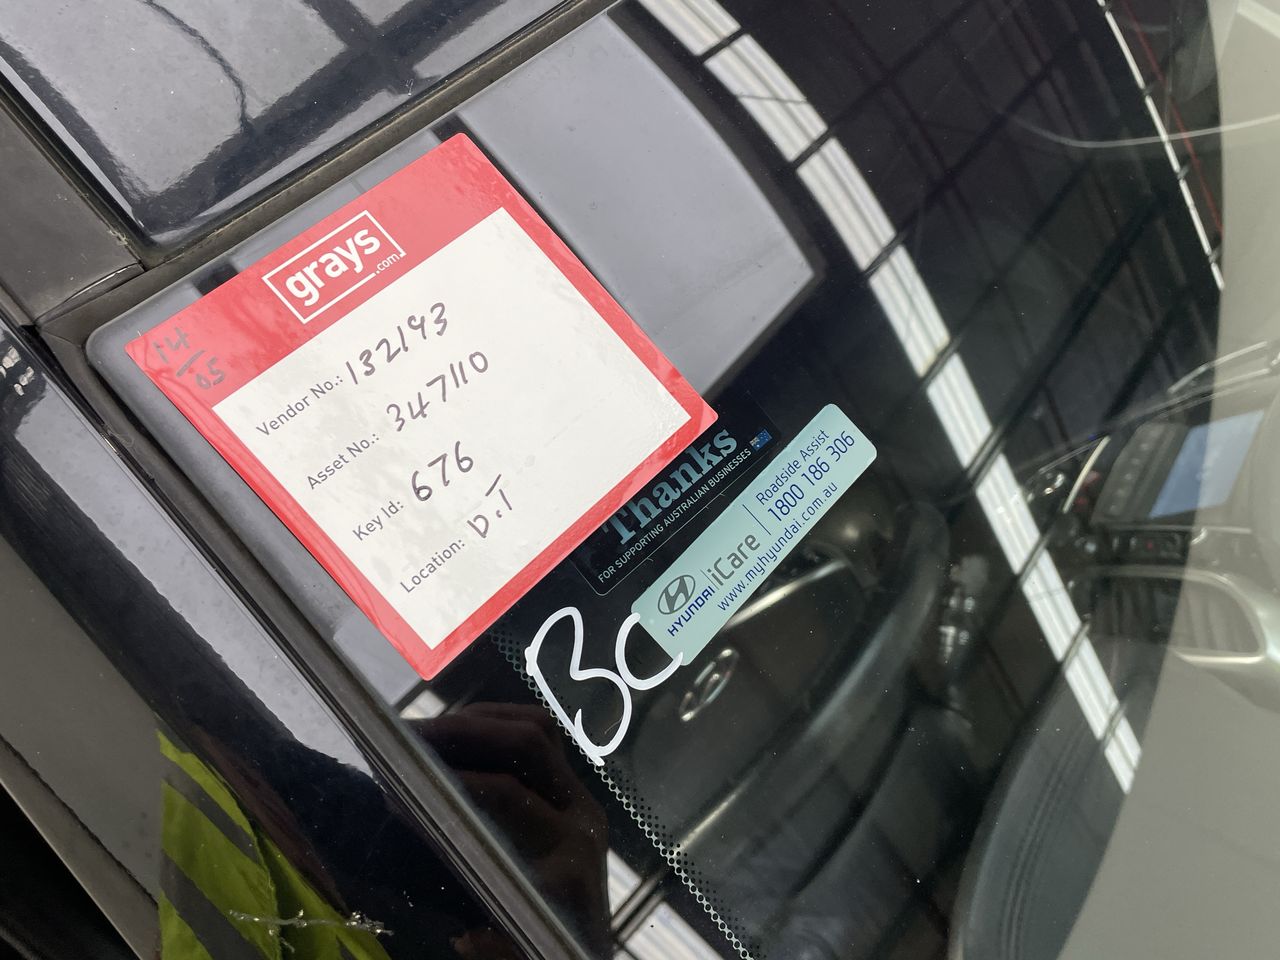 grays
.com
14/05
Vendor No.: 132193
Asset No.: 347110
Key Id: 676
Location: D.T
Thanks
FOR SUPPORTING AUSTRALIAN BUSINESSES
HYUNDAI iCare
Roadside Assist
1800 186 306
www.myhyundai.com.au
BC